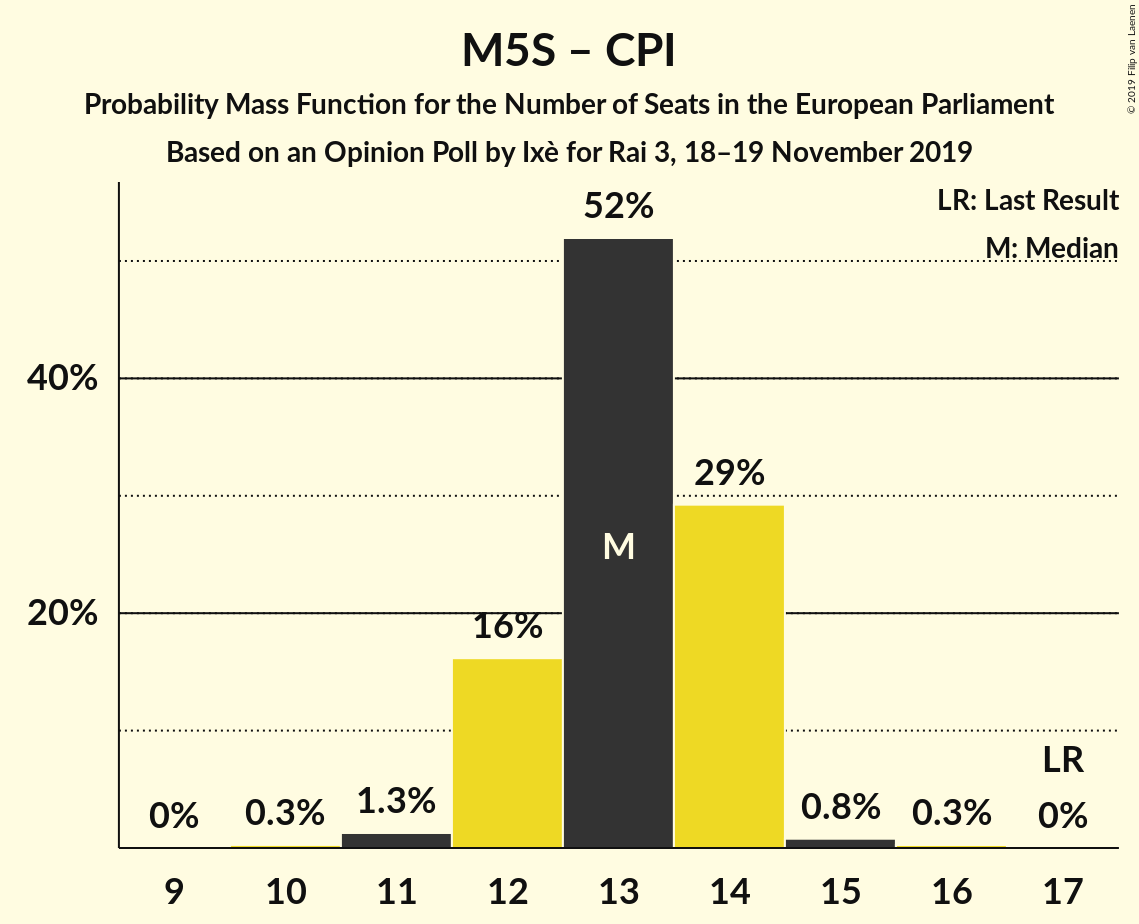 M5S – CPI
Probability Mass Function for the Number of Seats in the European Parliament
Based on an Opinion Poll by Ixè for Rai 3, 18–19 November 2019
© 2019 Filip van Laenen
LR: Last Result
M: Median
52%
40%
29%
M
20%
16%
LR
0%
0.3%
1.3%
0.8%
0.3%
0%
9 10 11 12 13 14 15 16 17